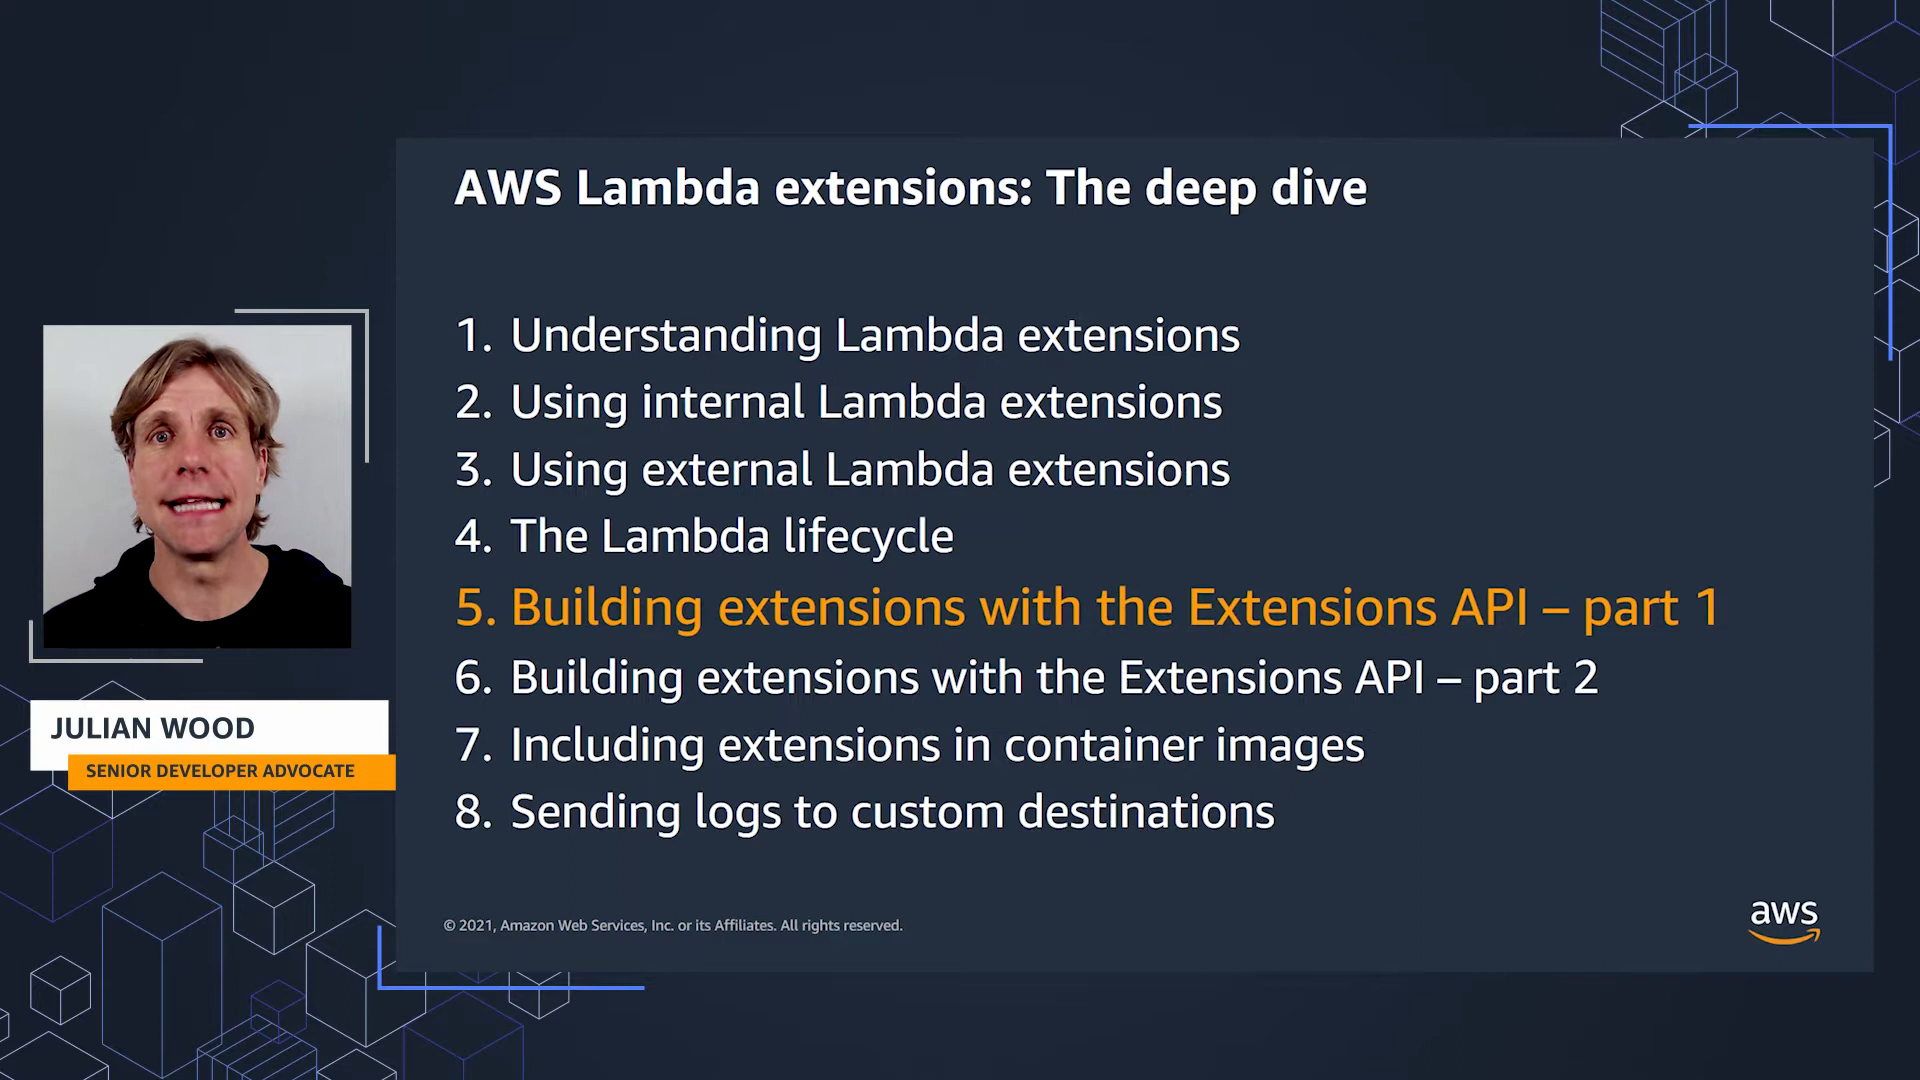 AWS Lambda extensions: The deep dive
1. Understanding Lambda extensions
2. Using internal Lambda extensions
3. Using external Lambda extensions
4. The Lambda lifecycle
5. Building extensions with the Extensions API – part 1
6. Building extensions with the Extensions API – part 2
7. Including extensions in container images
8. Sending logs to custom destinations
JULIAN WOOD
SENIOR DEVELOPER ADVOCATE
© 2021, Amazon Web Services, Inc. or its Affiliates. All rights reserved.
aws